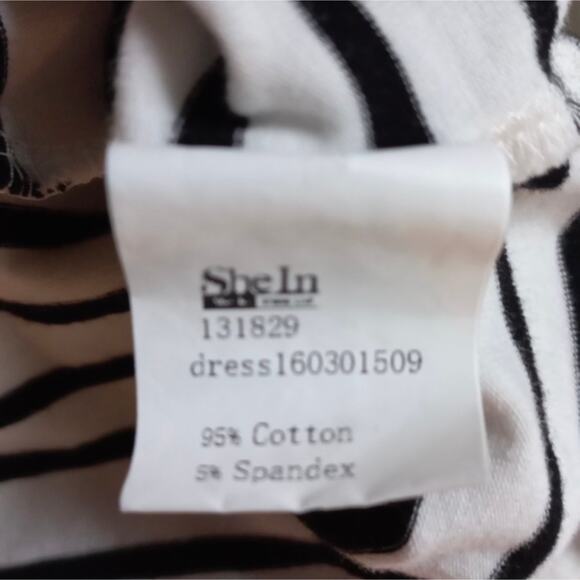 SheIn
131829
dress160301509
95% Cotton
5% Spandex